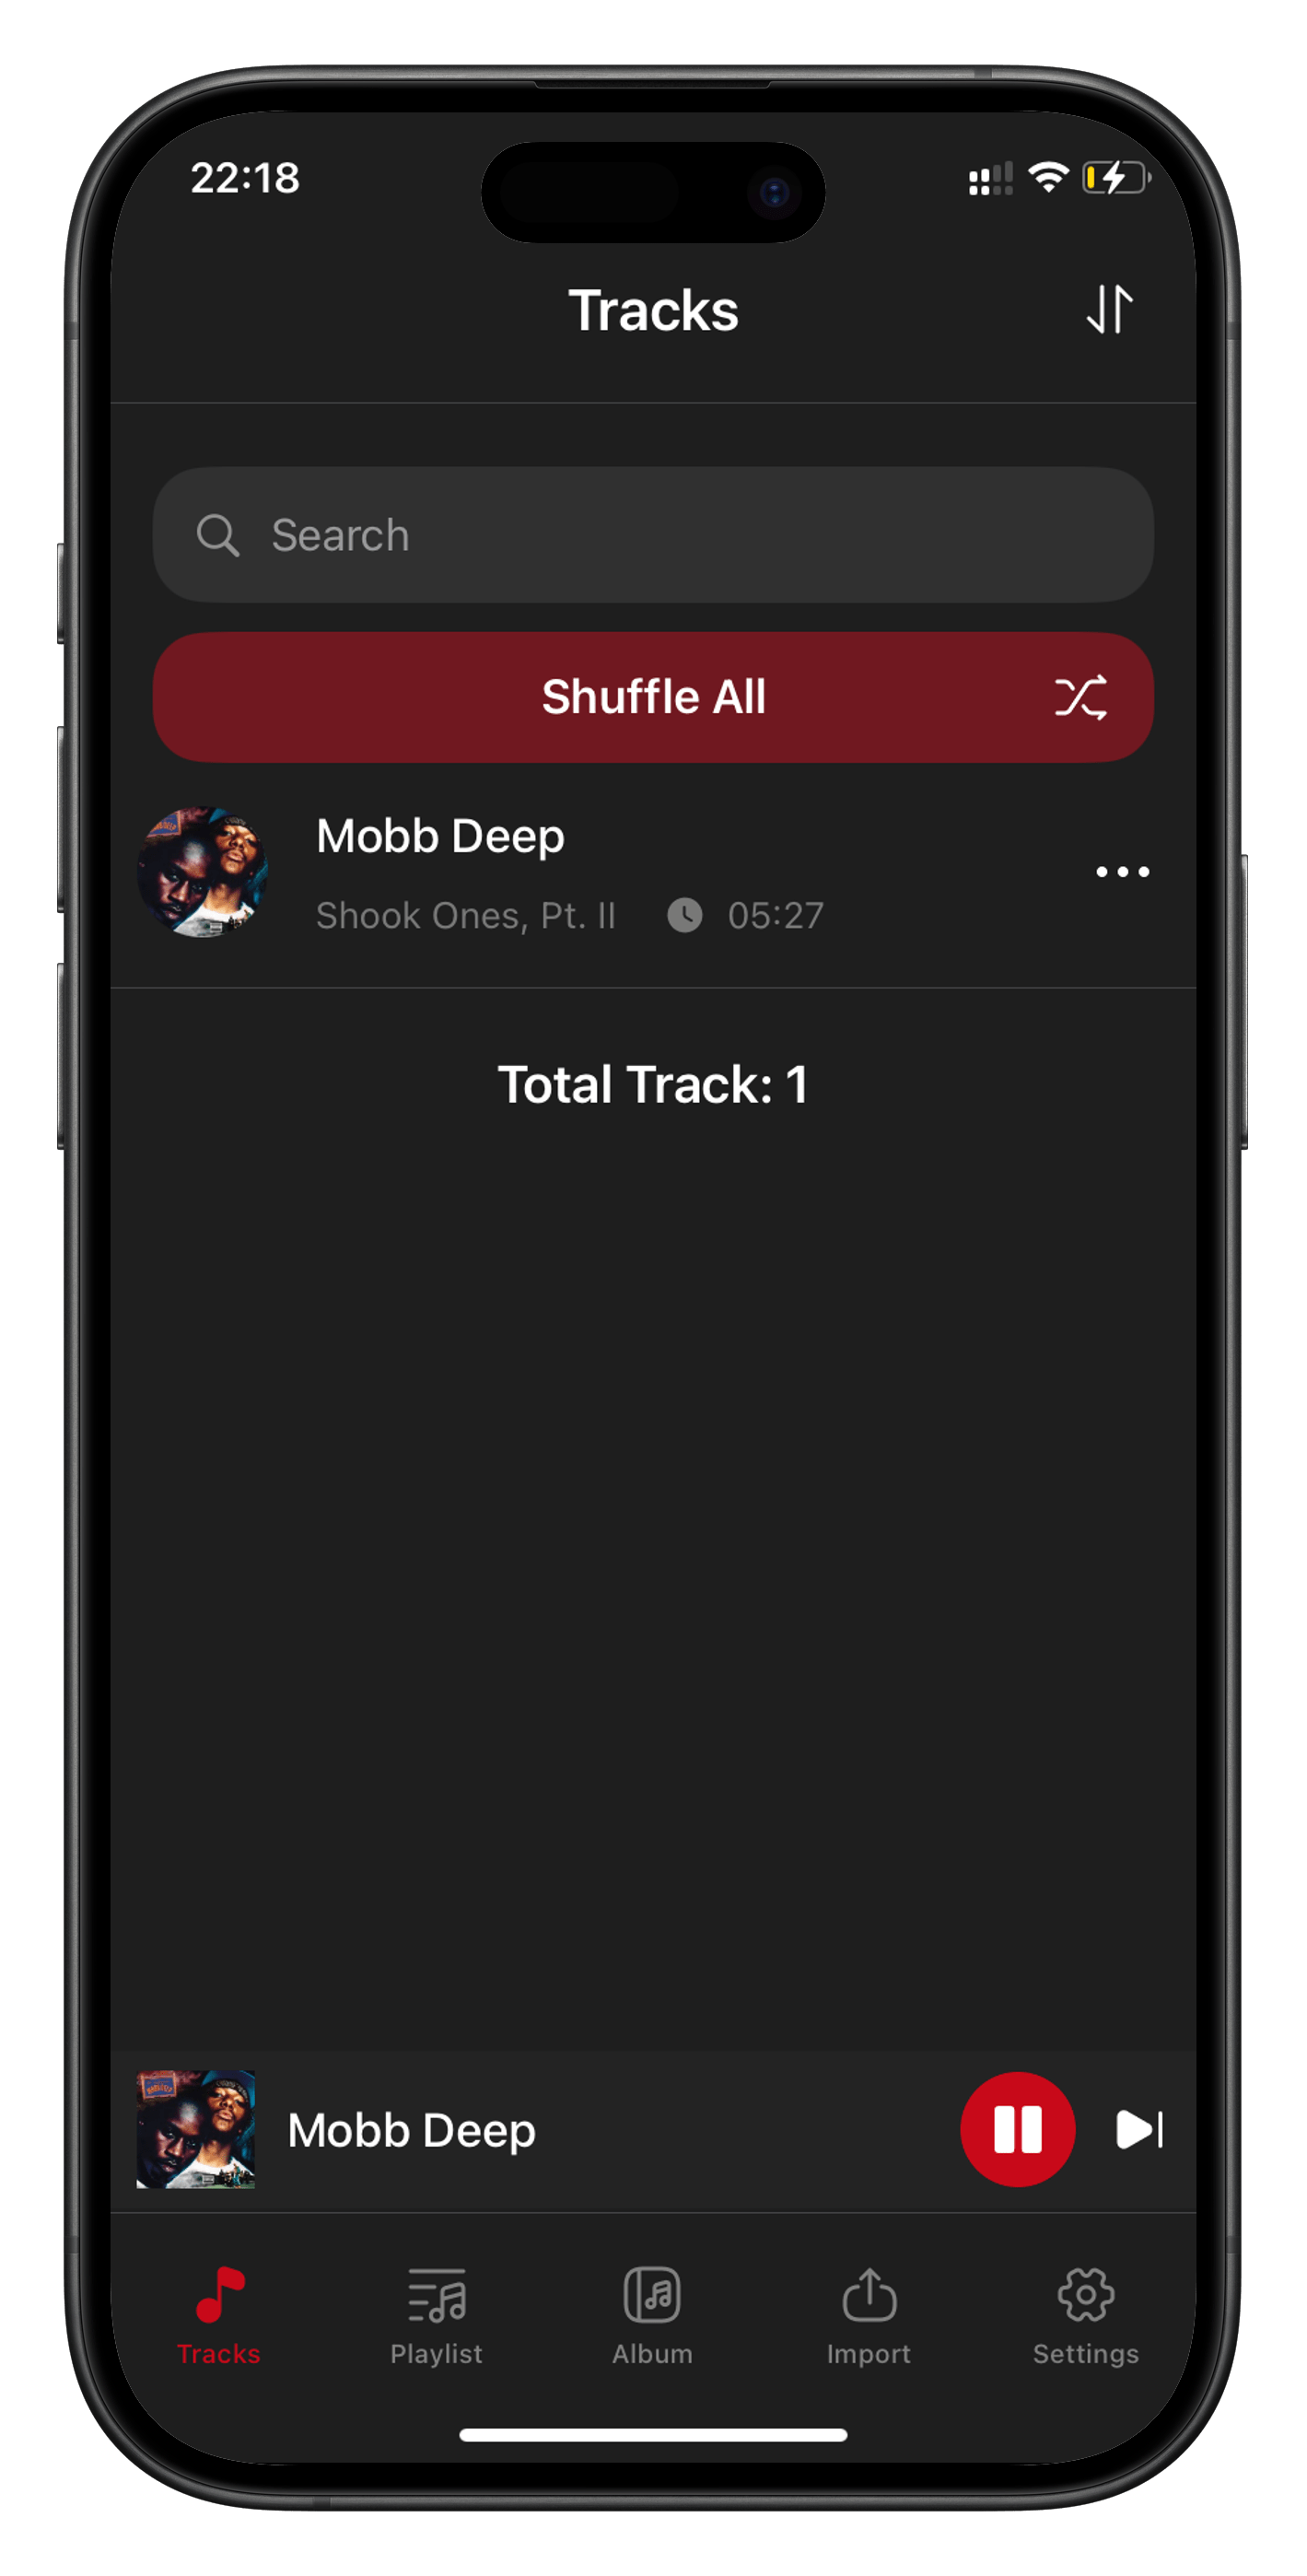 22:18
Tracks
Search
Shuffle All
Mobb Deep
Shook Ones, Pt. II 05:27
Total Track: 1
Mobb Deep
Tracks Playlist Album Import Settings